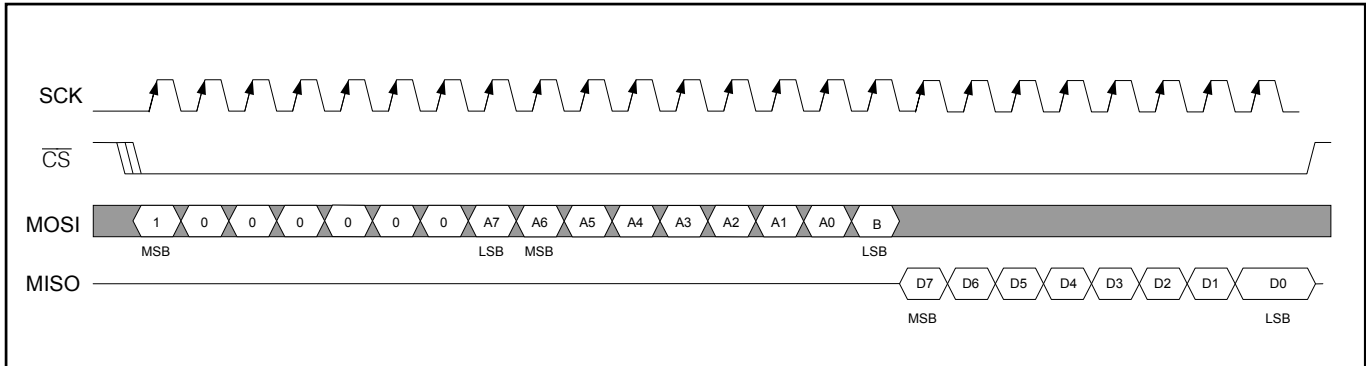 SCK
CS
MOSI 1 0 0 0 0 0 0 A7 A6 A5 A4 A3 A2 A1 A0 B
MSB LSB MSB LSB
MISO D7 D6 D5 D4 D3 D2 D1 D0
MSB LSB